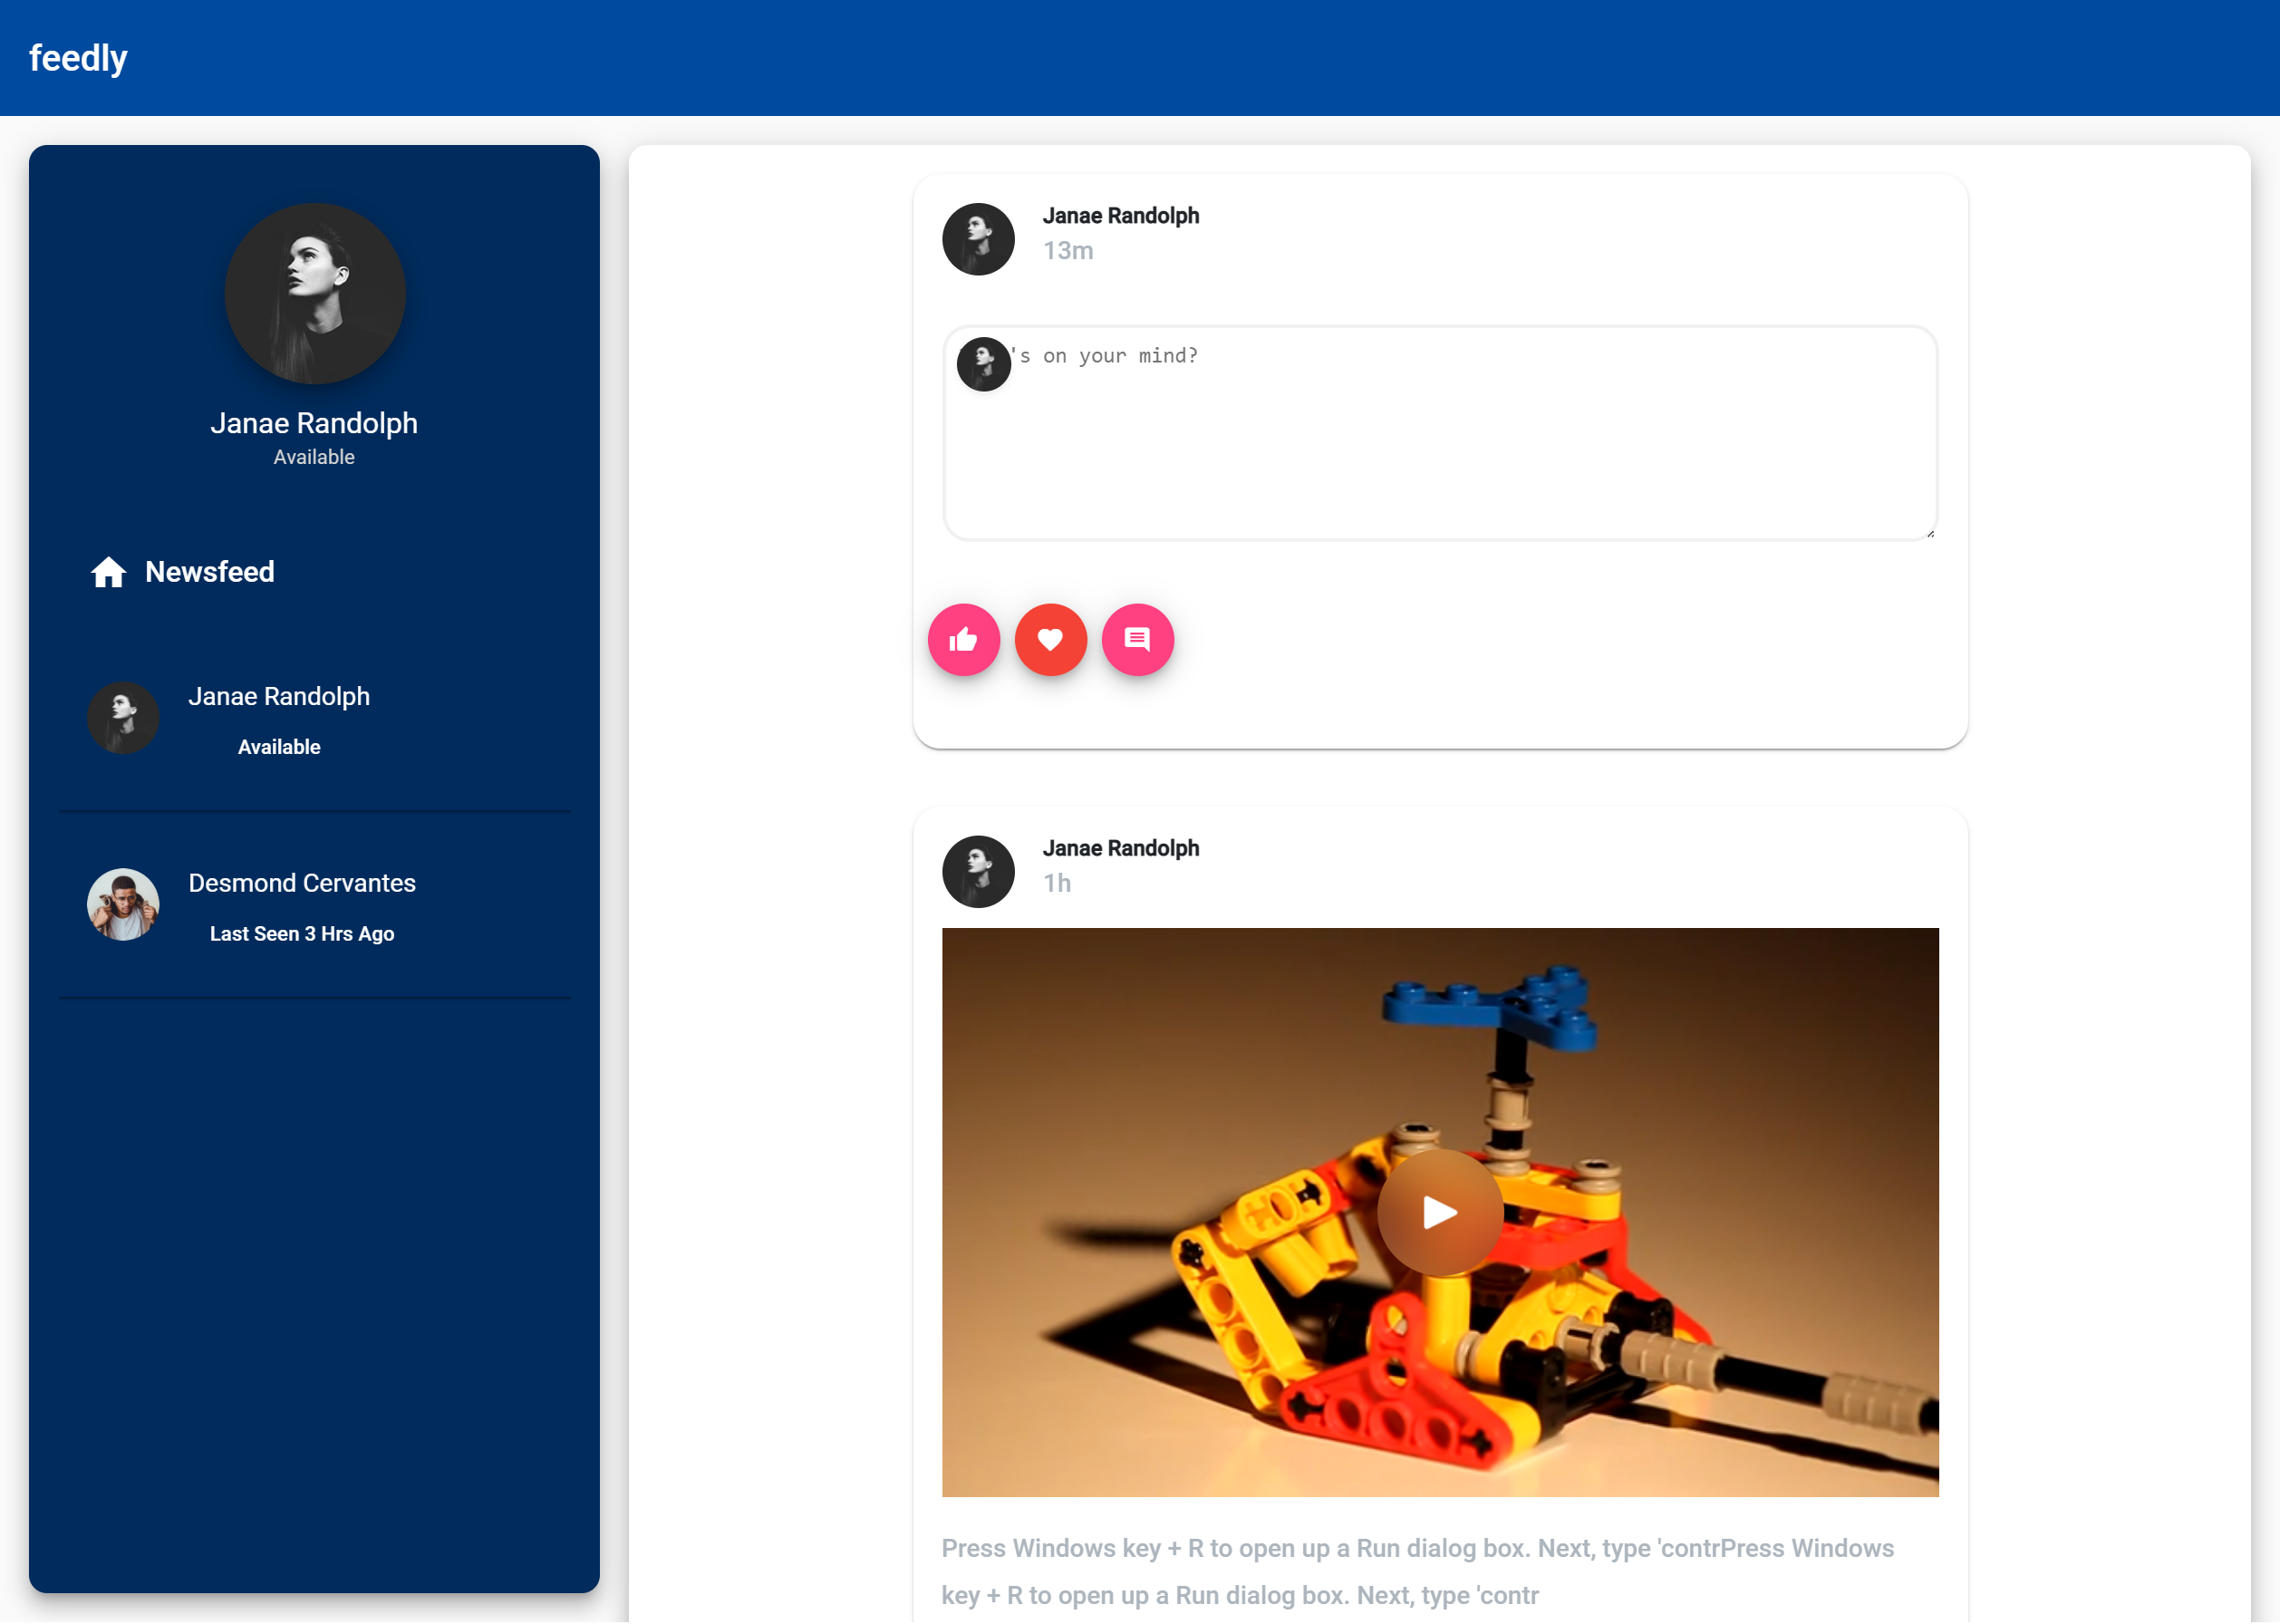 feedly
Janae Randolph
Available
Newsfeed
Janae Randolph
Available
Desmond Cervantes
Last Seen 3 Hrs Ago
Janae Randolph
13m
's on your mind?
Janae Randolph
1h
Press Windows key + R to open up a Run dialog box. Next, type 'contrPress Windows
key + R to open up a Run dialog box. Next, type 'contr